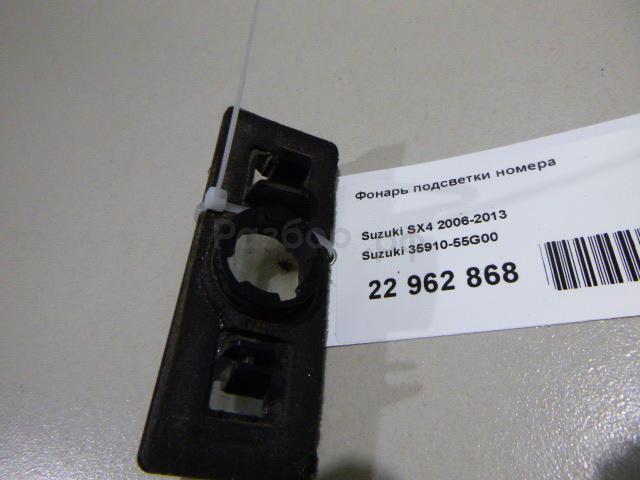 Фонарь подсветки номера
Suzuki SX4 2006-2013
Suzuki 35910-55G00
22 962 868